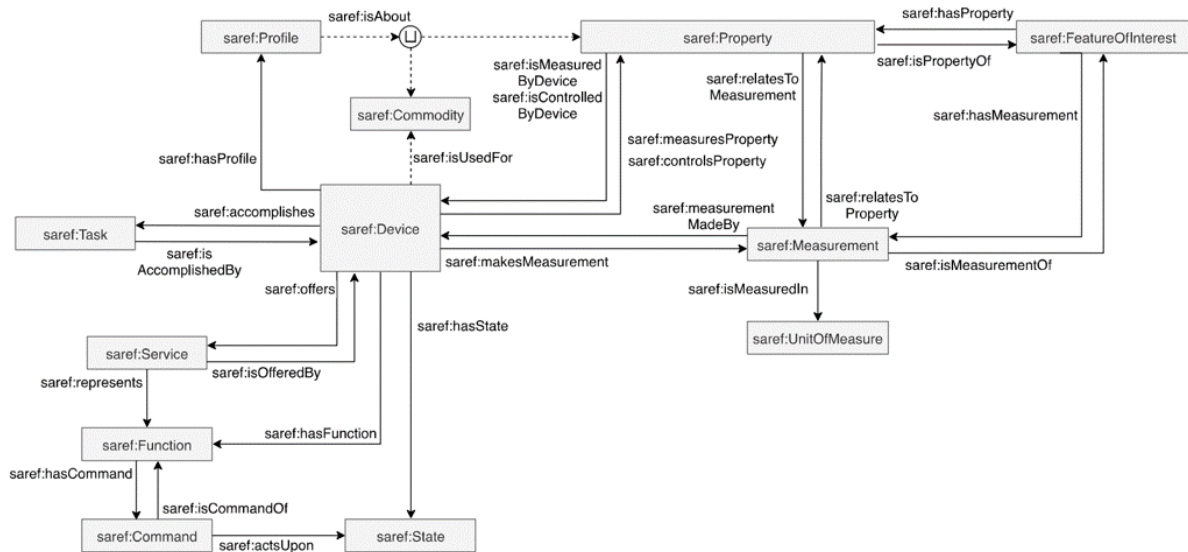 saref:isAbout
saref:hasProperty
saref:Profile
⊔
saref:Property
saref:FeatureOfInterest
saref:isMeasured
ByDevice
saref:isControlled
ByDevice
saref:relatesTo
Measurement
saref:isPropertyOf
saref:Commodity
saref:hasMeasurement
saref:measuresProperty
saref:controlsProperty
saref:hasProfile
saref:isUsedFor
saref:accomplishes
saref:Device
saref:measurement
MadeBy
saref:relatesTo
Property
saref:Task
saref:is
AccomplishedBy
saref:Measurement
saref:makesMeasurement
saref:isMeasurementOf
saref:offers
saref:isMeasuredIn
saref:hasState
saref:UnitOfMeasure
saref:Service
saref:isOfferedBy
saref:represents
saref:hasFunction
saref:Function
saref:hasCommand
saref:isCommandOf
saref:Command
saref:actsUpon
saref:State